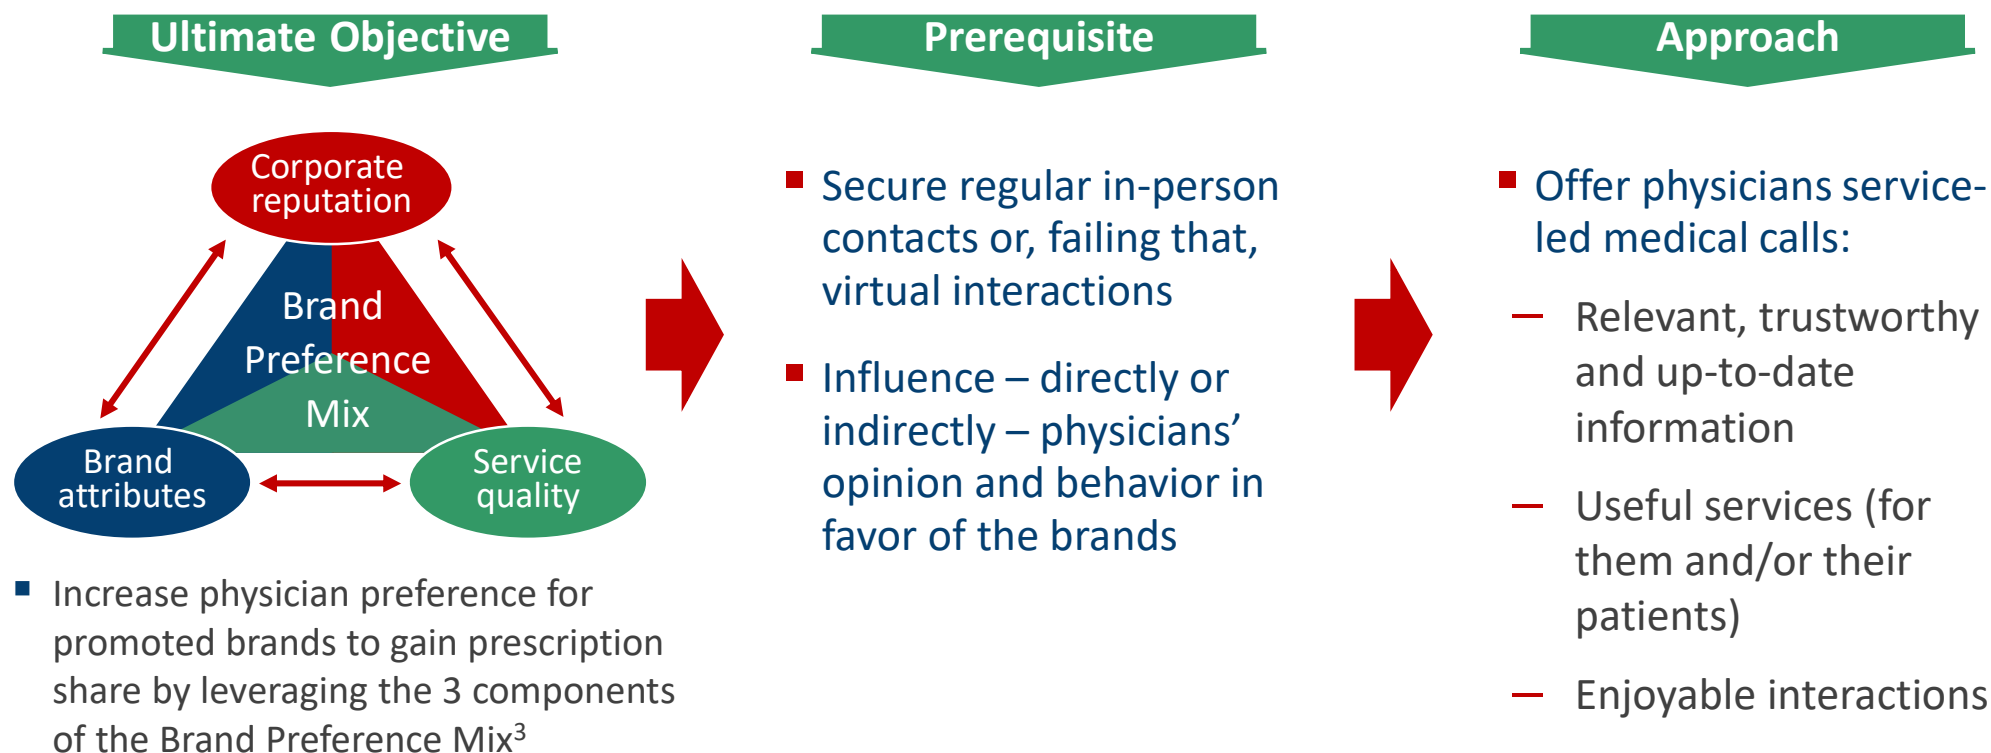 Ultimate Objective
Corporate
reputation
Brand
Preference
Mix
Brand
attributes
Service
quality
▪ Increase physician preference for
promoted brands to gain prescription
share by leveraging the 3 components
of the Brand Preference Mix³
Prerequisite
▪ Secure regular in-person
contacts or, failing that,
virtual interactions
▪ Influence – directly or
indirectly – physicians’
opinion and behavior in
favor of the brands
Approach
▪ Offer physicians service-
led medical calls:
— Relevant, trustworthy
and up-to-date
information
— Useful services (for
them and/or their
patients)
— Enjoyable interactions